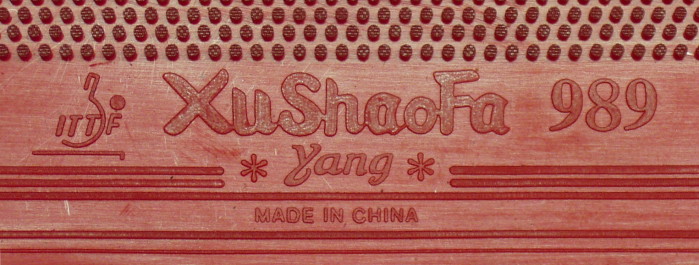 ITTF XuShaoFa 989
* Yang *
MADE IN CHINA